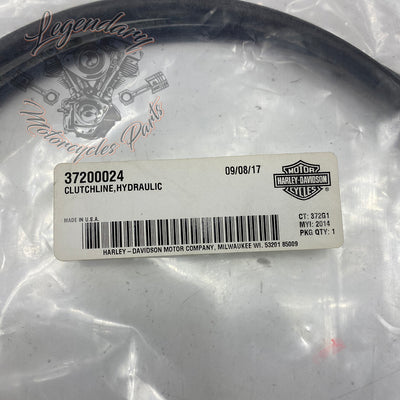 Legendary
Motorcycles Parts
37200024
09/08/17
CLUTCHLINE,HYDRAULIC
MOTOR
HARLEY-DAVIDSON
CYCLES
MADE IN U.S.A.
CT: 372G1
MYI: 2014
PKG QTY: 1
HARLEY - DAVIDSON MOTOR COMPANY, MILWAUKEE WI. 53201 85009